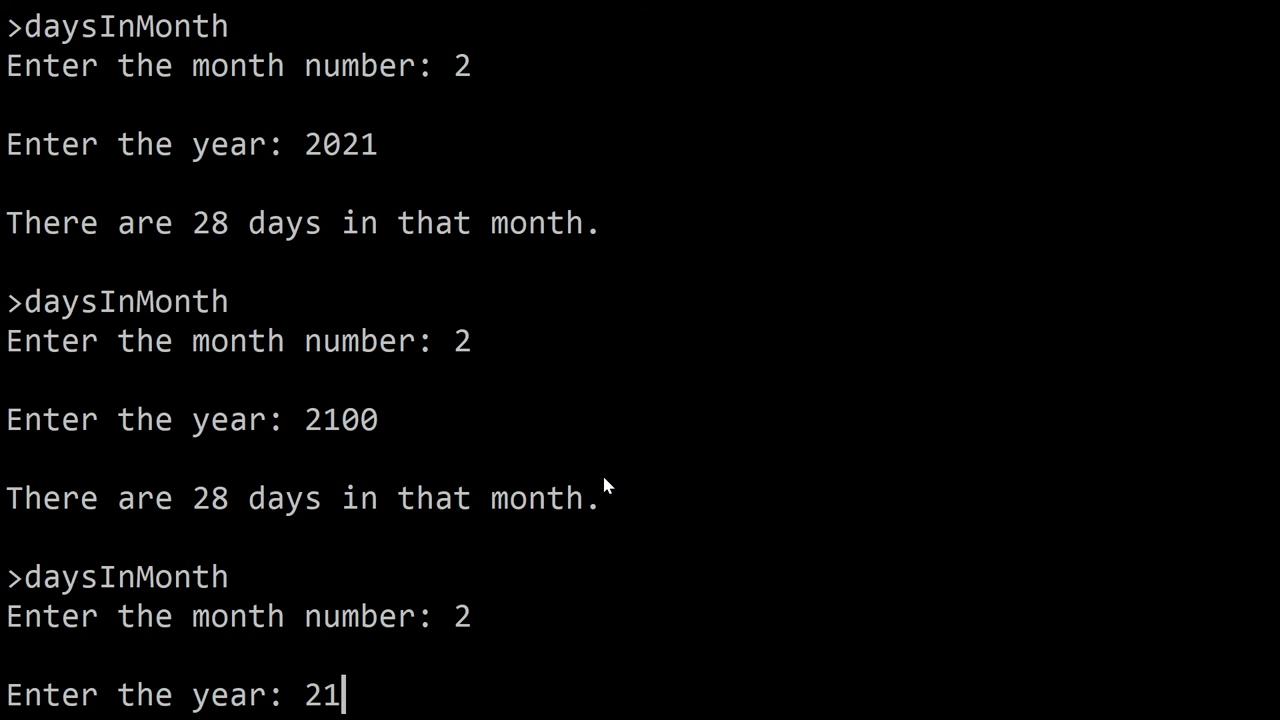 >daysInMonth
Enter the month number: 2
Enter the year: 2021
There are 28 days in that month.
>daysInMonth
Enter the month number: 2
Enter the year: 2100
There are 28 days in that month.
>daysInMonth
Enter the month number: 2
Enter the year: 21